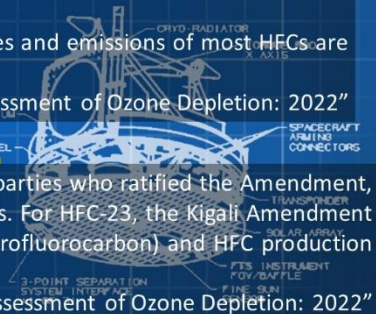 CRYO-RADIATOR
es and emissions of most HFCs are
X AXIS
ssment of Ozone Depletion: 2022”
SPACECRAFT
ARMING
CONNECTORS
parties who ratified the Amendment,
TRANSPONDER
s. For HFC-23, the Kigali Amendment
SOLAR ARRAY
rofluorocarbon) and HFC production
FTS INSTRUMENT
FOV/BAFFLE
3-POINT SEPARATION
SYSTEM INTERFACE
FINE SUN
ssessment of Ozone Depletion: 2022”